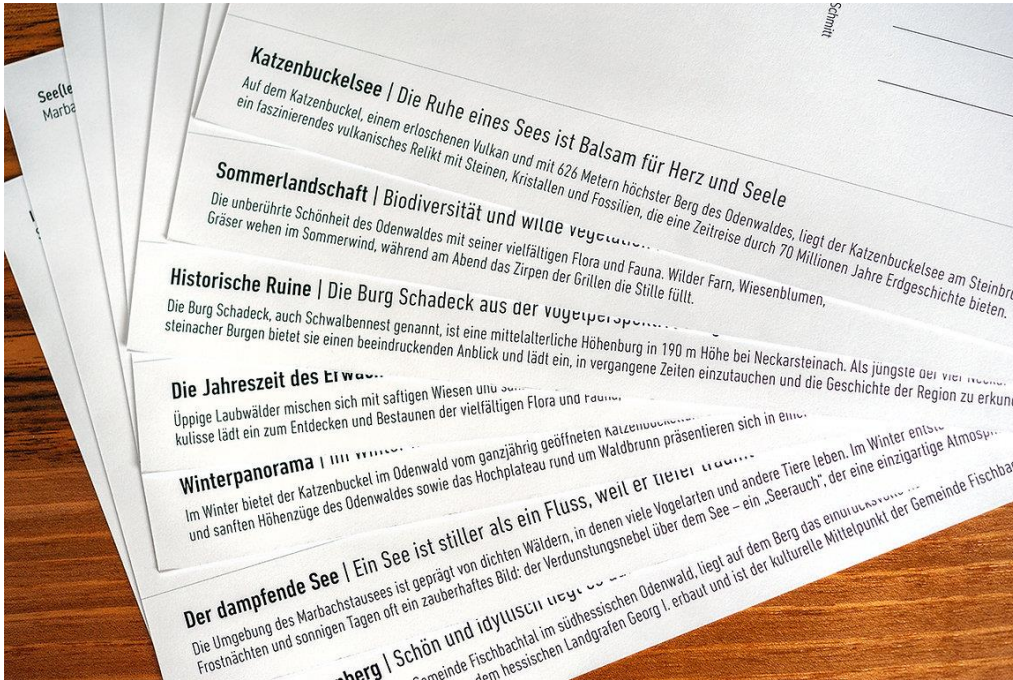 Schmitt
Katzenbuckelsee | Die Ruhe eines Sees ist Balsam für Herz und Seele
Auf dem Katzenbuckel, einem erloschenen Vulkan und mit 626 Metern höchster Berg des Odenwaldes, liegt der Katzenbuckelsee am
ein faszinierendes vulkanisches Relikt mit Steinen, Kristallen und Fossilien, die eine Zeitreise durch 70 Millionen Jahre Erdgeschichte bieten.
Sommerlandschaft | Biodiversität und wilde
Die unberührte Schönheit des Odenwaldes mit seiner vielfältigen Flora und Fauna. Wilder Farn, Wiesenblumen,
Gräser wehen im Sommerwind, während am Abend das Zirpen der Grillen die Stille füllt.
Historische Ruine | Die Burg Schadeck aus der
Die Burg Schadeck, auch Schwalbennest genannt, ist eine mittelalterliche Höhenburg in 190 m Höhe bei Neckarsteinach. Als jüngste der vier
steinacher Burgen bietet sie einen beeindruckenden Anblick und lädt ein, in vergangene Zeiten einzutauchen und die Geschichte der Region zu
Die Jahreszeit des
Üppige Laubwälder mischen sich mit saftigen Wiesen und
kulisse lädt ein zum Entdecken und Bestaunen der vielfältigen Flora und Fauna.
Winterpanorama |
Im Winter bietet der Katzenbuckel im Odenwald vom ganzjährig geöffneten
und sanften Höhenzüge des Odenwaldes sowie das Hochplateau rund um Waldbrunn präsentieren sich in
Der dampfende See | Ein See ist stiller als ein Fluss, weil er tiefer träumt
Die Umgebung des Marbachstausees ist geprägt von dichten Wäldern, in denen viele Vogelarten und andere Tiere leben. Im Winter
Frostnächten und sonnigen Tagen oft ein zauberhaftes Bild: der Verdunstungsnebel über dem See – ein „Seerauch“, der eine einzigartige
| Schön und idyllisch liegt es
Fischbachtal im südhessischen Odenwald, liegt auf dem Berg das
dem hessischen Landgrafen Georg I. erbaut und ist der kulturelle Mittelpunkt der Gemeinde